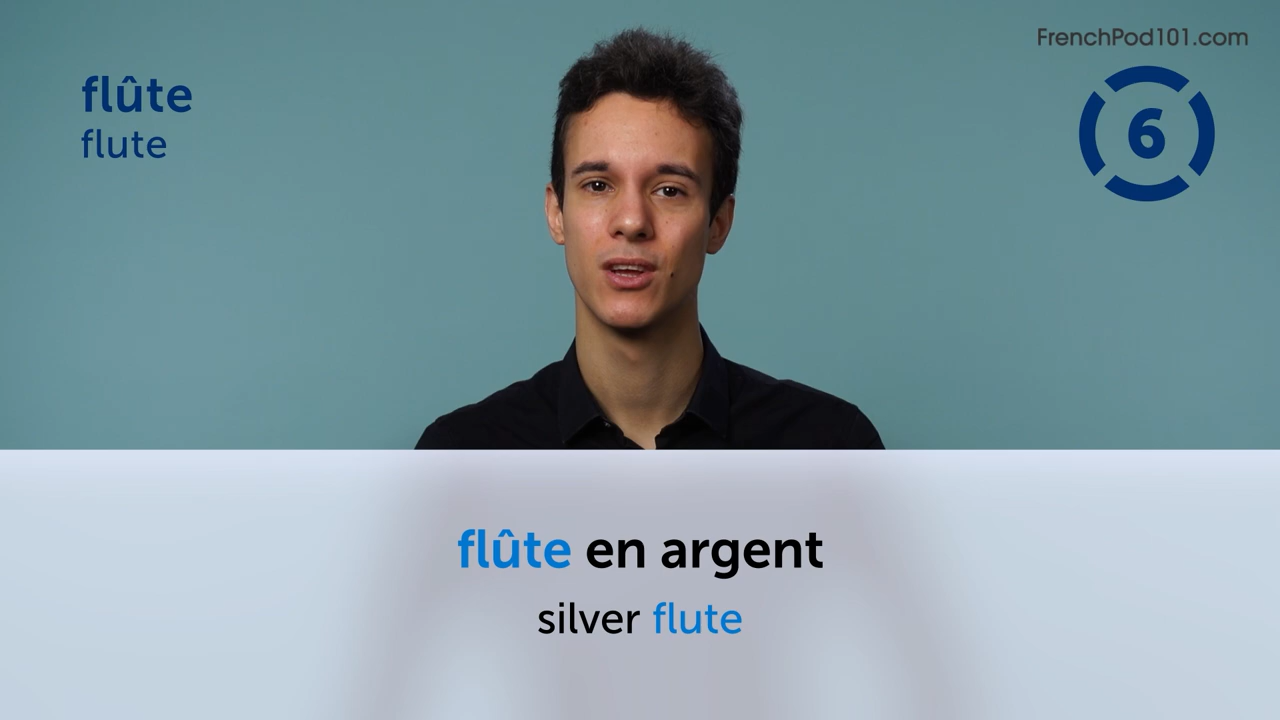 FrenchPod101.com
flûte
flute
6
flûte en argent
silver flute